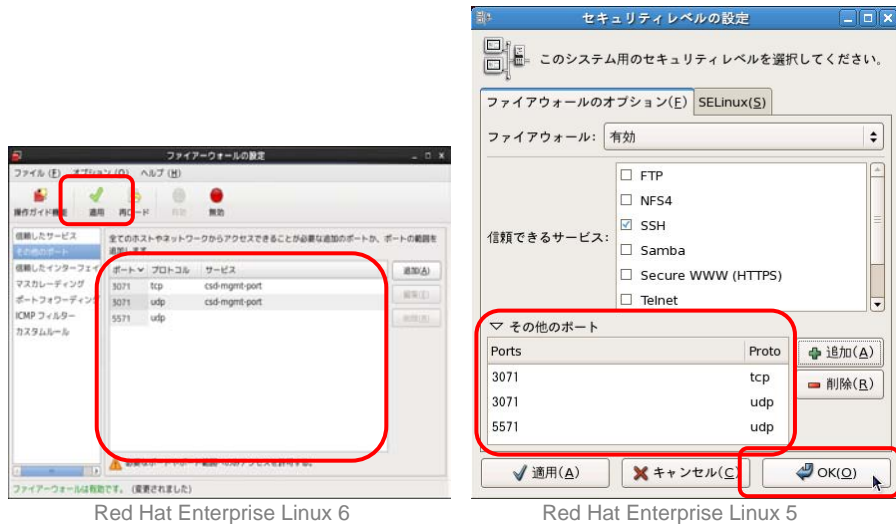 ファイアーウォールの設定
ファイル (F) オプション (O) ヘルプ (H)
操作ガイド機能 適用 再ロード 有効 無効
信頼したサービス
その他のポート
信頼したインターフェイ
マスカレーディング
ポートフォワーディング
ICMP フィルター
カスタムルール
全てのホストやネットワークからアクセスできることが必要な追加のポートか、ポートの範囲を
追加します
ポート プロトコル サービス
3071 tcp csd-mgmt-port
3071 udp csd-mgmt-port
5571 udp
追加(A)
編集(E)
削除(R)
ファイアーウォールは有効です。 (変更されました)
Red Hat Enterprise Linux 6
セキュリティレベルの設定
このシステム用のセキュリティレベルを選択してください。
ファイアウォールのオプション(F) SELinux(S)
ファイアウォール: 有効
信頼できるサービス:
FTP
NFS4
SSH
Samba
Secure WWW (HTTPS)
Telnet
その他のポート
Ports Proto
3071 tcp
3071 udp
5571 udp
追加(A)
削除(R)
適用(A) キャンセル(C) OK(O)
Red Hat Enterprise Linux 5